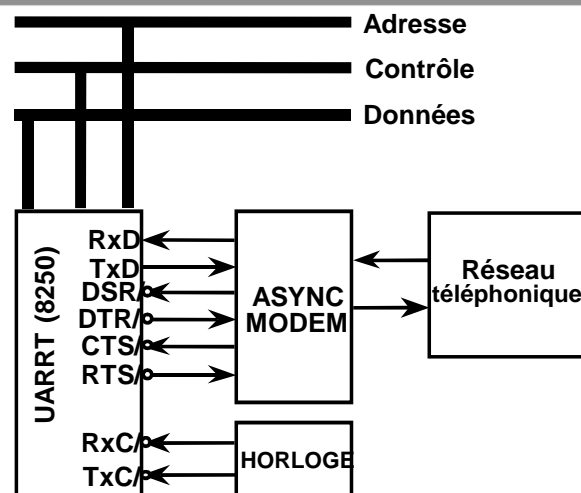 Adresse
Contrôle
Données
UARRT (8250)
RxD
TxD
DSR/
DTR/
CTS/
RTS/
RxC/
TxC/
ASYNC
MODEM
HORLOGE
Réseau
téléphonique